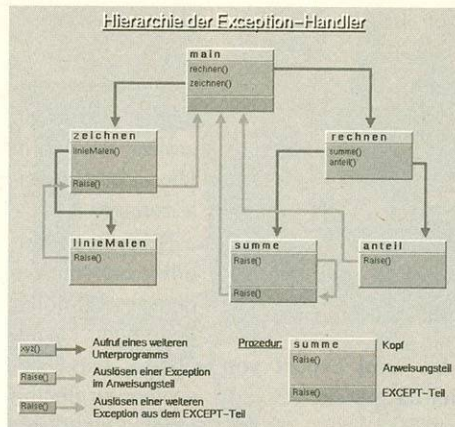 Hierarchie der Exception-Handler
main
rechnen()
zeichnen()
zeichnen
linieMalen()
Raise()
rechnen
summe()
anteil()
linieMalen
Raise()
summe
Raise()
Raise()
anteil
Raise()
xyz()
Aufruf eines weiteren
Unterprogramms
Raise()
Auslösen einer Exception
im Anweisungsteil
Raise()
Auslösen einer weiteren
Exception aus dem EXCEPT-Teil
Prozedur:
summe
Kopf
Raise()
Anweisungsteil
Raise()
EXCEPT-Teil